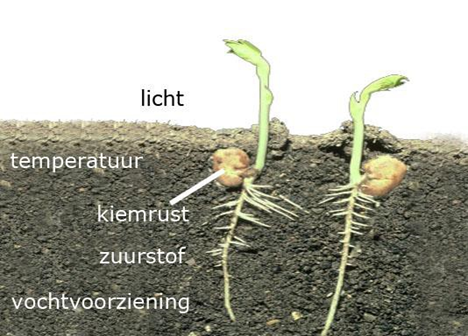 licht
temperatuur
kiemrust
zuurstof
vochtvoorziening